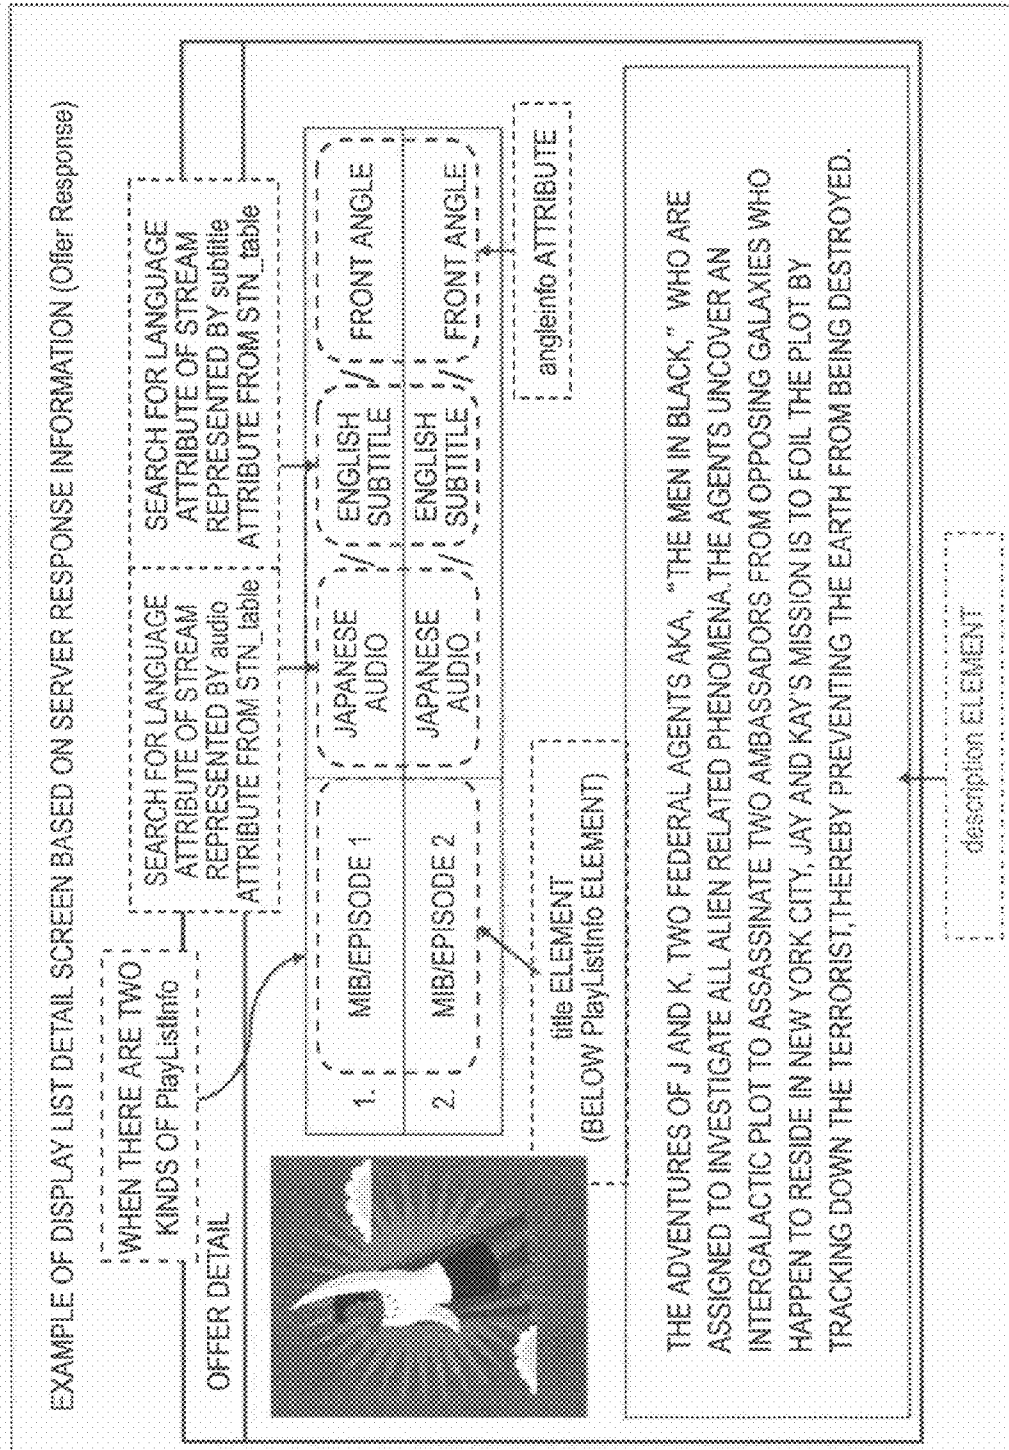 EXAMPLE OF DISPLAY LIST DETAIL SCREEN BASED ON SERVER RESPONSE INFORMATION (Offer Response)
WHEN THERE ARE TWO
KINDS OF PlayListInfo
SEARCH FOR LANGUAGE
ATTRIBUTE OF STREAM
REPRESENTED BY audio
ATTRIBUTE FROM STN_table
SEARCH FOR LANGUAGE
ATTRIBUTE OF STREAM
REPRESENTED BY subtitle
ATTRIBUTE FROM STN_table
OFFER DETAIL
1. MIB/EPISODE 1 JAPANESE AUDIO / ENGLISH SUBTITLE / FRONT ANGLE
2. MIB/EPISODE 2 JAPANESE AUDIO / ENGLISH SUBTITLE / FRONT ANGLE
title ELEMENT
(BELOW PlayListInfo ELEMENT)
angleinfo ATTRIBUTE
THE ADVENTURES OF J AND K. TWO FEDERAL AGENTS AKA, "THE MEN IN BLACK," WHO ARE
ASSIGNED TO INVESTIGATE ALL ALIEN RELATED PHENOMENA.THE AGENTS UNCOVER AN
INTERGALACTIC PLOT TO ASSASSINATE TWO AMBASSADORS FROM OPPOSING GALAXIES WHO
HAPPEN TO RESIDE IN NEW YORK CITY, JAY AND KAY'S MISSION IS TO FOIL THE PLOT BY
TRACKING DOWN THE TERRORIST,THEREBY PREVENTING THE EARTH FROM BEING DESTROYED.
description ELEMENT